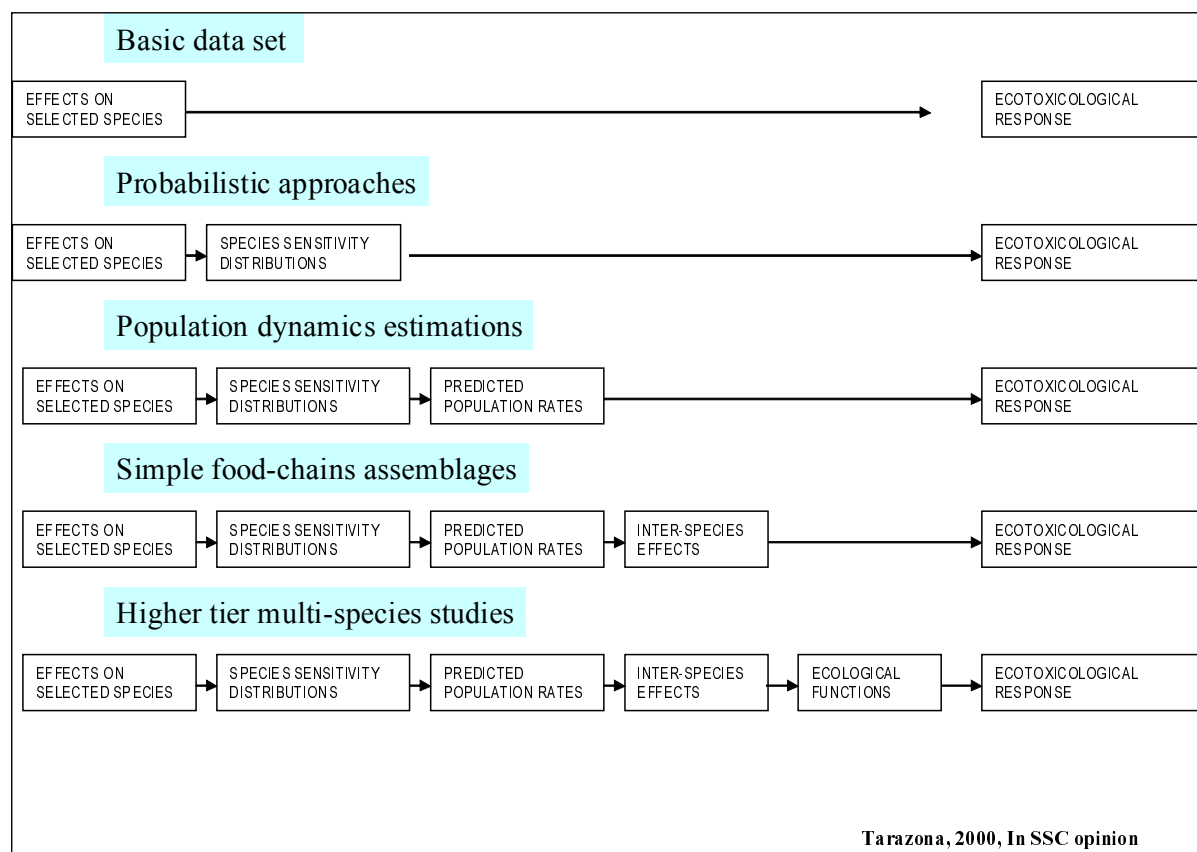 Basic data set
EFFECTS ON
SELECTED SPECIES
ECOTOXICOLOGICAL
RESPONSE
Probabilistic approaches
EFFECTS ON
SELECTED SPECIES
SPECIES SENSITIVITY
DISTRIBUTIONS
ECOTOXICOLOGICAL
RESPONSE
Population dynamics estimations
EFFECTS ON
SELECTED SPECIES
SPECIES SENSITIVITY
DISTRIBUTIONS
PREDICTED
POPULATION RATES
ECOTOXICOLOGICAL
RESPONSE
Simple food-chains assemblages
EFFECTS ON
SELECTED SPECIES
SPECIES SENSITIVITY
DISTRIBUTIONS
PREDICTED
POPULATION RATES
INTER-SPECIES
EFFECTS
ECOTOXICOLOGICAL
RESPONSE
Higher tier multi-species studies
EFFECTS ON
SELECTED SPECIES
SPECIES SENSITIVITY
DISTRIBUTIONS
PREDICTED
POPULATION RATES
INTER-SPECIES
EFFECTS
ECOLOGICAL
FUNCTIONS
ECOTOXICOLOGICAL
RESPONSE
Tarazona, 2000, In SSC opinion